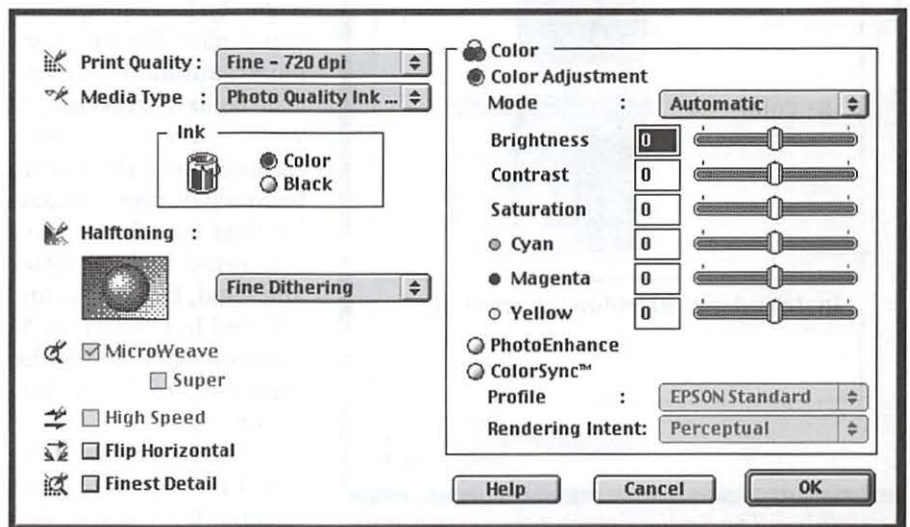 Print Quality : Fine - 720 dpi
Media Type : Photo Quality Ink ...
Ink
Color
Black
Halftoning :
Fine Dithering
MicroWeave
Super
High Speed
Flip Horizontal
Finest Detail
Color
Color Adjustment
Mode : Automatic
Brightness 0
Contrast 0
Saturation 0
Cyan 0
Magenta 0
Yellow 0
PhotoEnhance
ColorSync™
Profile : EPSON Standard
Rendering Intent: Perceptual
Help Cancel OK